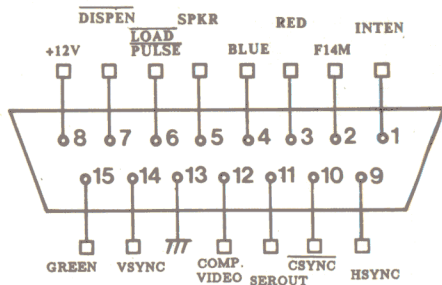 DISPEN SPKR RED
LOAD INTEN
+12V PULSE BLUE F14M
8 7 6 5 4 3 2 1
15 14 13 12 11 10 9
GREEN VSYNC COMP. CSYNC HSYNC
VIDEO SEROUT